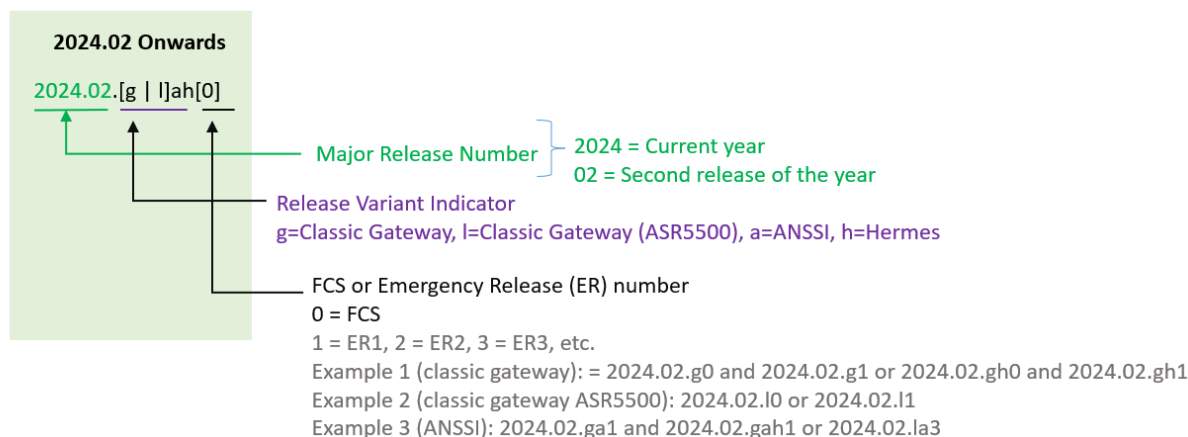 2024.02 Onwards
2024.02.[g | l]ah[0]
Major Release Number
2024 = Current year
02 = Second release of the year
Release Variant Indicator
g=Classic Gateway, l=Classic Gateway (ASR5500), a=ANSSI, h=Hermes
FCS or Emergency Release (ER) number
0 = FCS
1 = ER1, 2 = ER2, 3 = ER3, etc.
Example 1 (classic gateway): = 2024.02.g0 and 2024.02.g1 or 2024.02.gh0 and 2024.02.gh1
Example 2 (classic gateway ASR5500): 2024.02.l0 or 2024.02.l1
Example 3 (ANSSI): 2024.02.ga1 and 2024.02.gah1 or 2024.02.la3